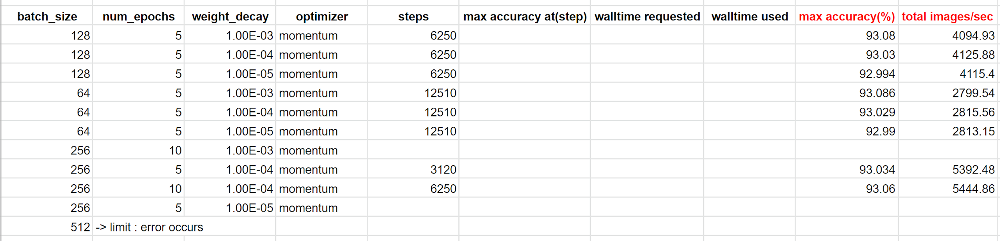 batch_size num_epochs weight_decay optimizer steps max accuracy at(step) walltime requested walltime used max accuracy(%) total images/sec
128 5 1.00E-03 momentum 6250 93.08 4094.93
128 5 1.00E-04 momentum 6250 93.03 4125.88
128 5 1.00E-05 momentum 6250 92.994 4115.4
64 5 1.00E-03 momentum 12510 93.086 2799.54
64 5 1.00E-04 momentum 12510 93.029 2815.56
64 5 1.00E-05 momentum 12510 92.99 2813.15
256 10 1.00E-03 momentum
256 5 1.00E-04 momentum 3120 93.034 5392.48
256 10 1.00E-04 momentum 6250 93.06 5444.86
256 5 1.00E-05 momentum
512 -> limit : error occurs